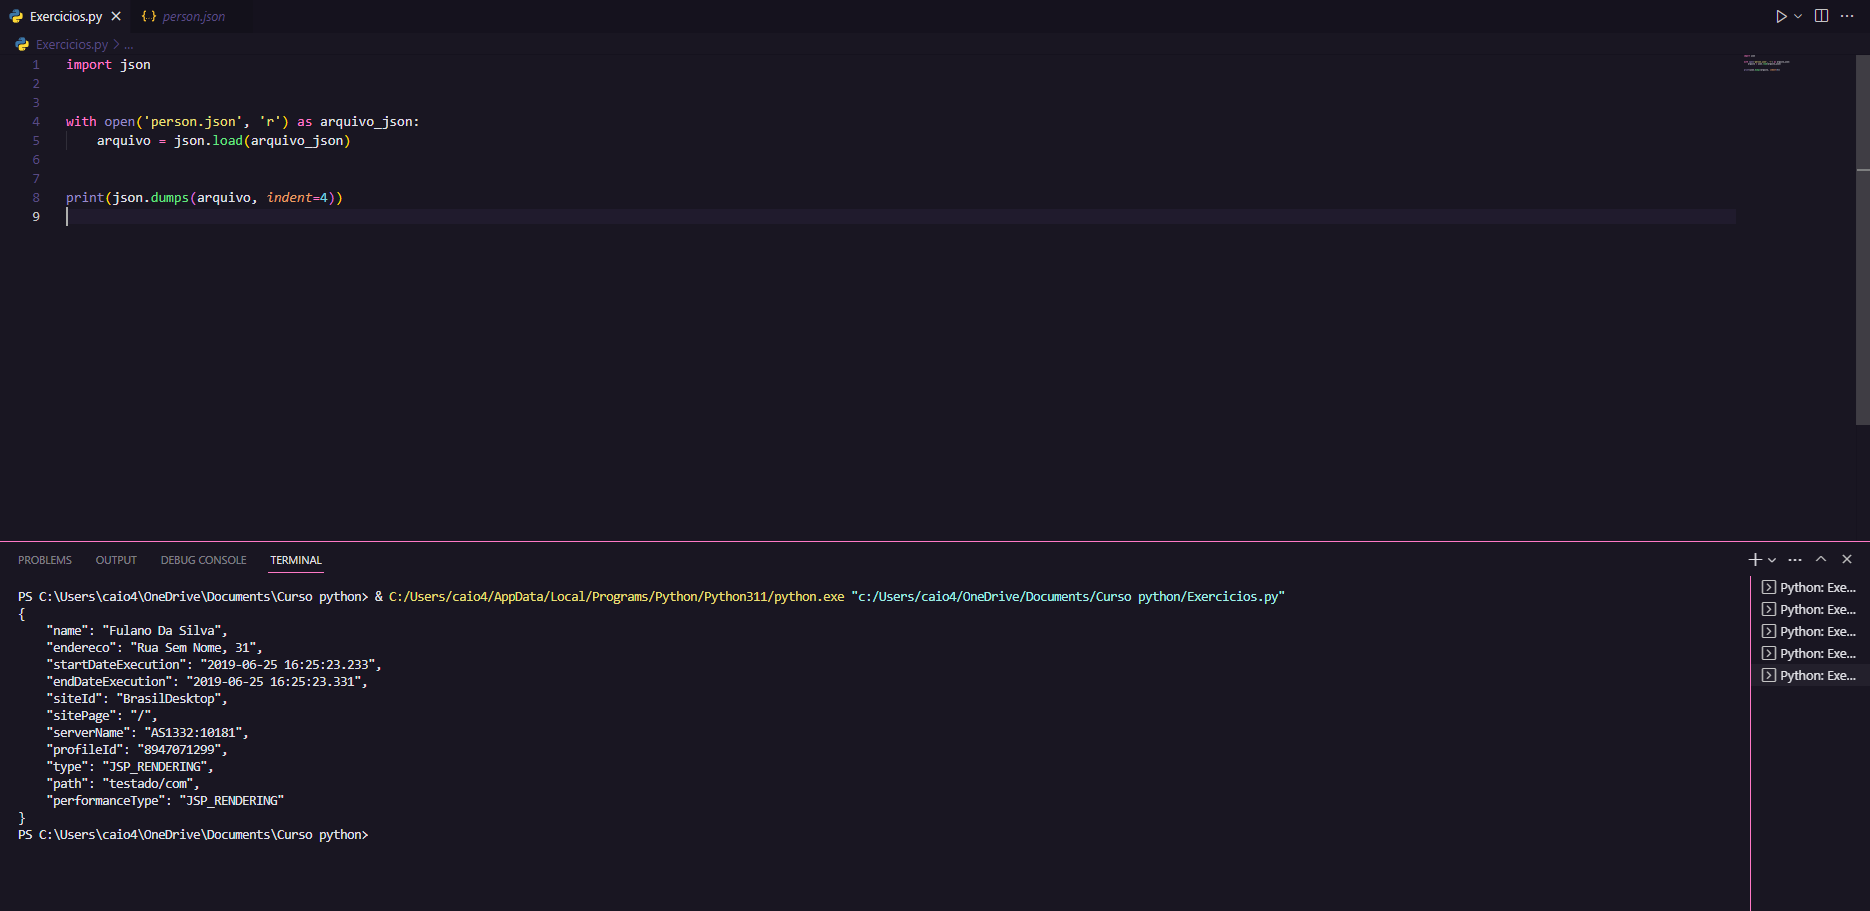 Exercicios.py
person.json
Exercicios.py > ...
1 import json
2
3
4 with open('person.json', 'r') as arquivo_json:
5     arquivo = json.load(arquivo_json)
6
7
8 print(json.dumps(arquivo, indent=4))
9
PROBLEMS OUTPUT DEBUG CONSOLE TERMINAL
PS C:\Users\caio4\OneDrive\Documents\Curso python> & C:/Users/caio4/AppData/Local/Programs/Python/Python311/python.exe "c:/Users/caio4/OneDrive/Documents/Curso python/Exercicios.py"
{
    "name": "Fulano Da Silva",
    "endereco": "Rua Sem Nome, 31",
    "startDateExecution": "2019-06-25 16:25:23.233",
    "endDateExecution": "2019-06-25 16:25:23.331",
    "siteId": "BrasilDesktop",
    "sitePage": "/",
    "serverName": "AS1332:10181",
    "profileId": "8947071299",
    "type": "JSP_RENDERING",
    "path": "testado/com",
    "performanceType": "JSP_RENDERING"
}
PS C:\Users\caio4\OneDrive\Documents\Curso python>
Python: Exe...
Python: Exe...
Python: Exe...
Python: Exe...
Python: Exe...